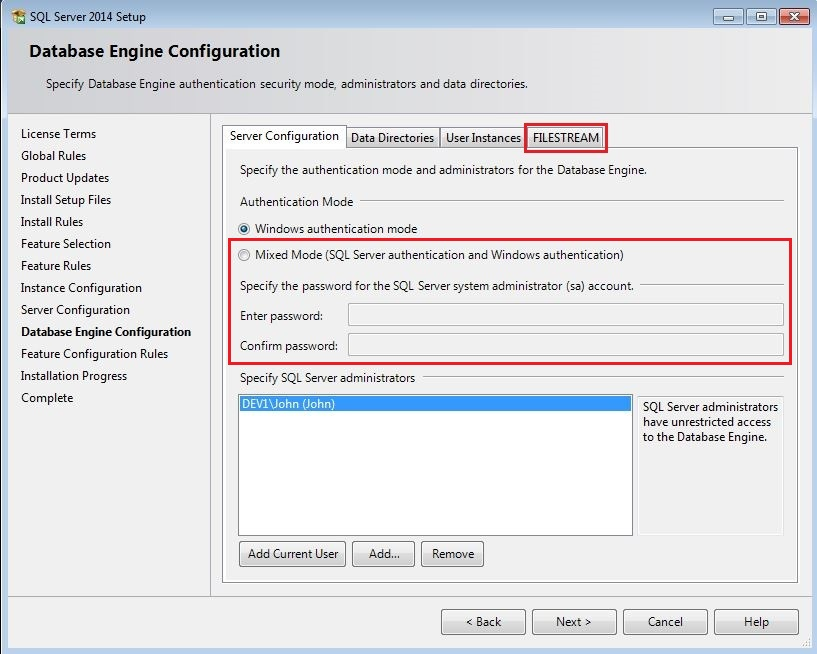 SQL Server 2014 Setup
Database Engine Configuration
Specify Database Engine authentication security mode, administrators and data directories.
License Terms
Global Rules
Product Updates
Install Setup Files
Install Rules
Feature Selection
Feature Rules
Instance Configuration
Server Configuration
Database Engine Configuration
Feature Configuration Rules
Installation Progress
Complete
Server Configuration Data Directories User Instances FILESTREAM
Specify the authentication mode and administrators for the Database Engine.
Authentication Mode
Windows authentication mode
Mixed Mode (SQL Server authentication and Windows authentication)
Specify the password for the SQL Server system administrator (sa) account.
Enter password:
Confirm password:
Specify SQL Server administrators
DEV1\John (John)
SQL Server administrators
have unrestricted access
to the Database Engine.
Add Current User Add... Remove
< Back Next > Cancel Help